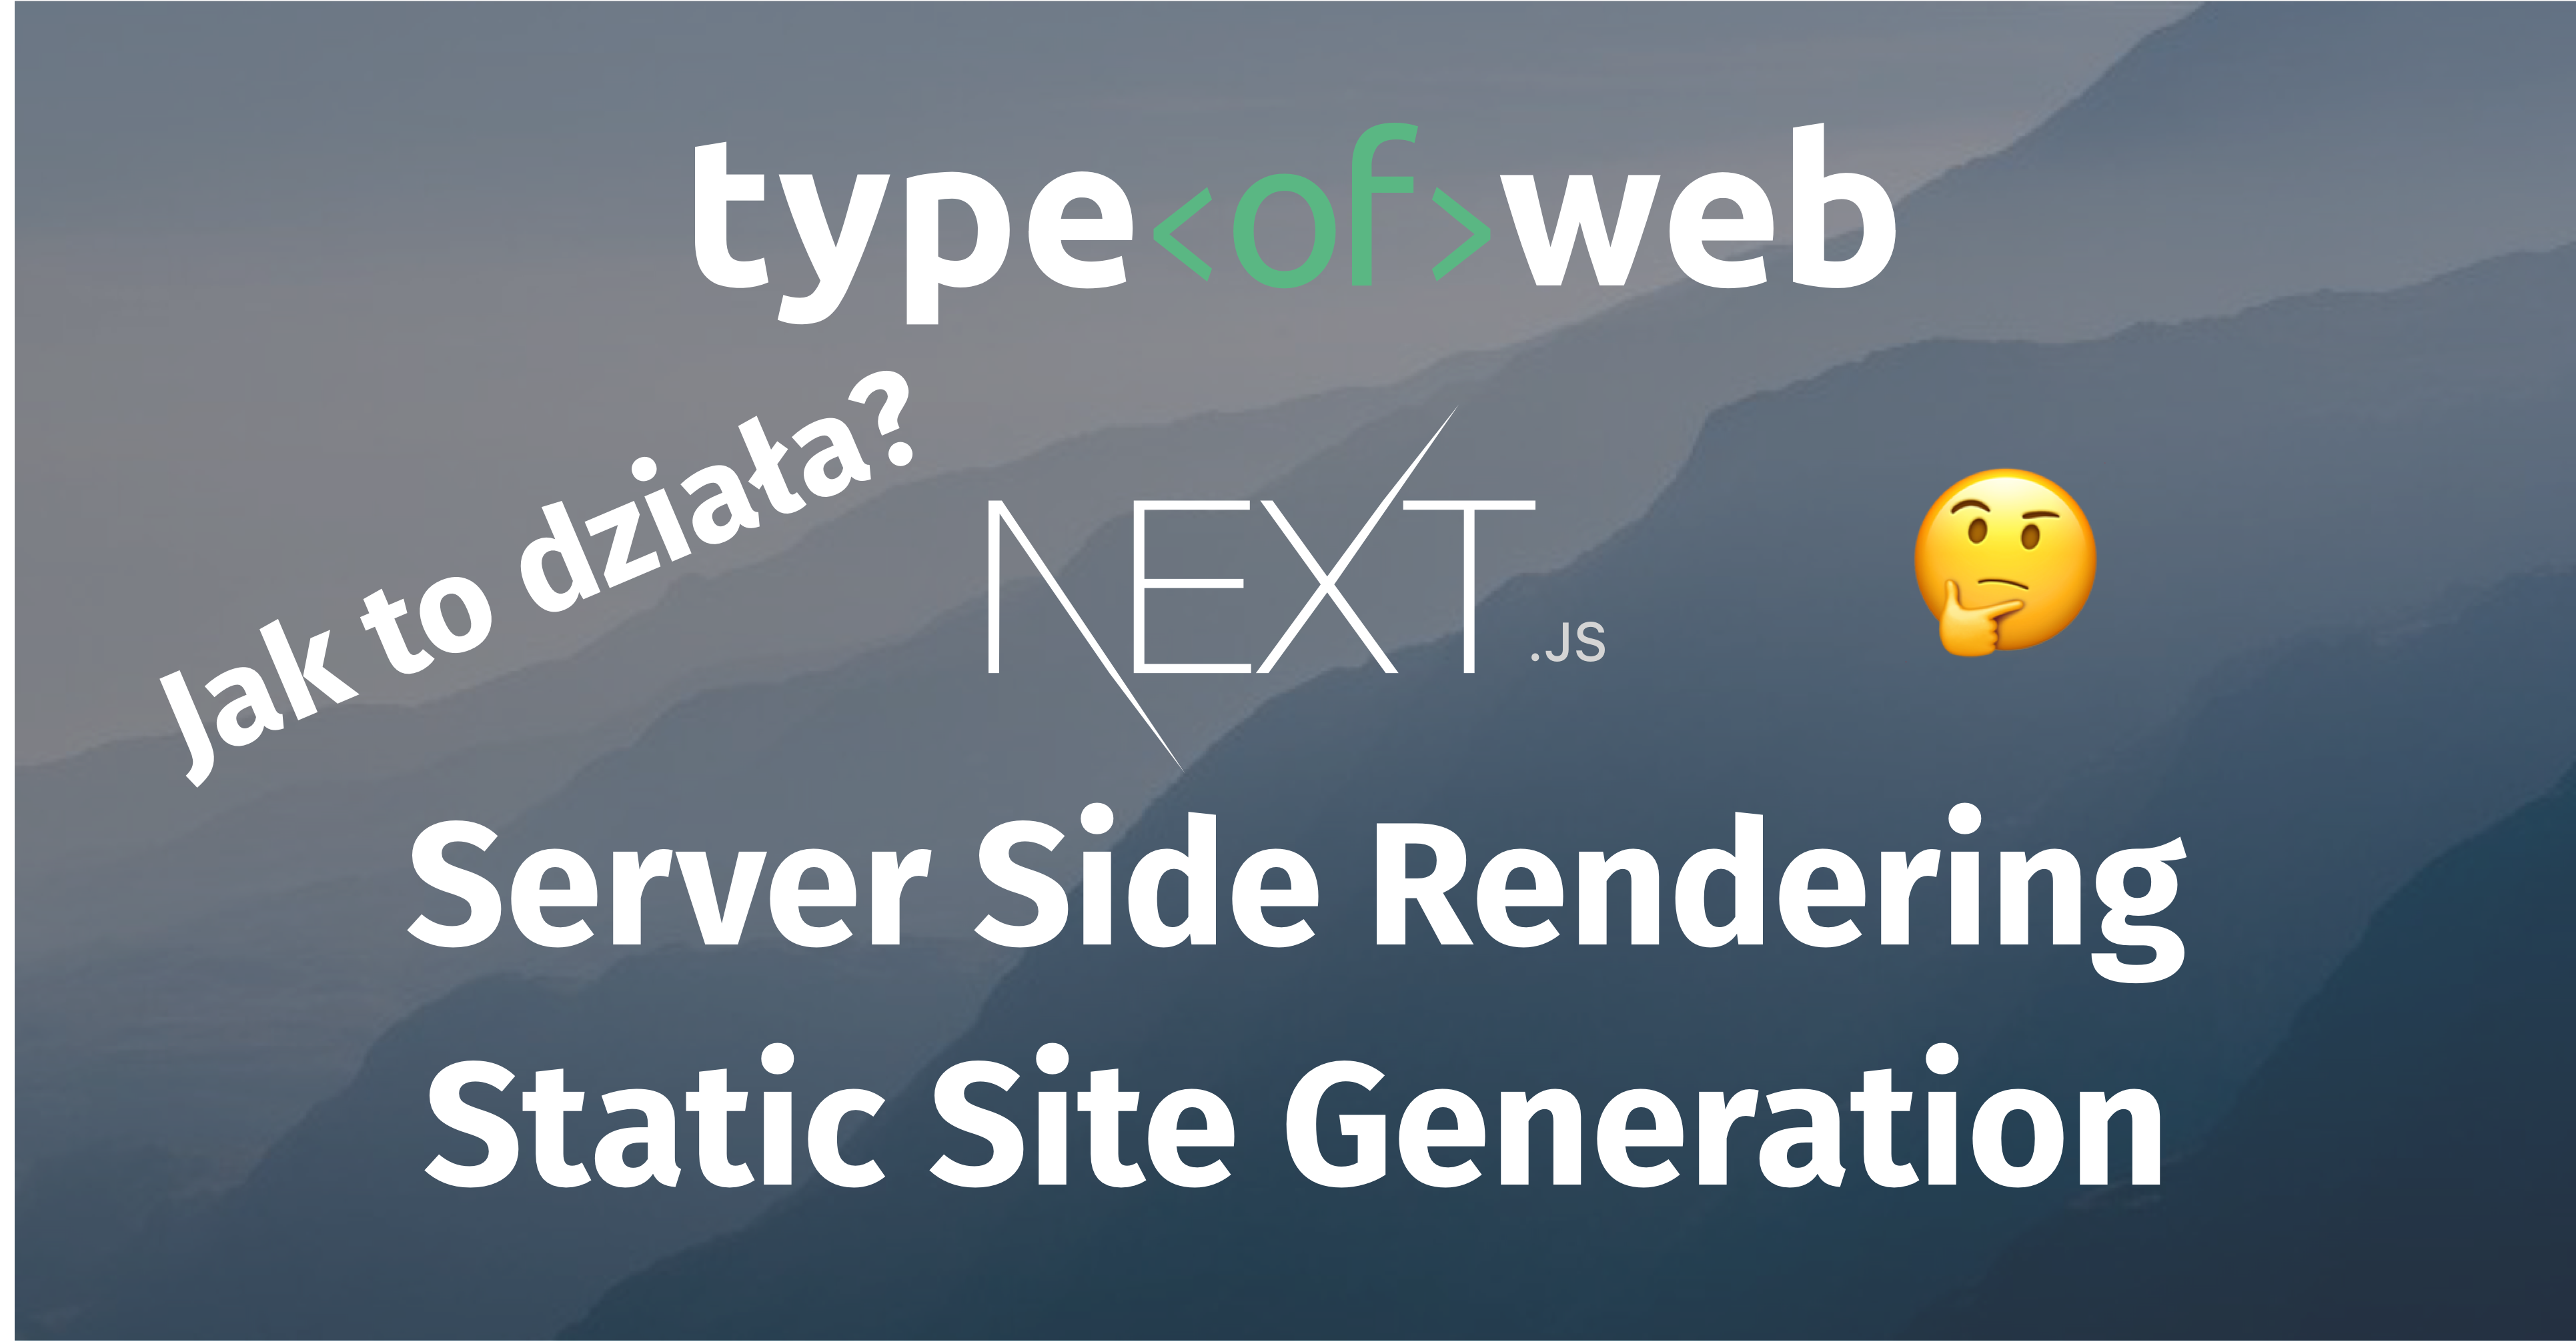 type<of>web
Jak to działa?
NEXT.JS
Server Side Rendering
Static Site Generation